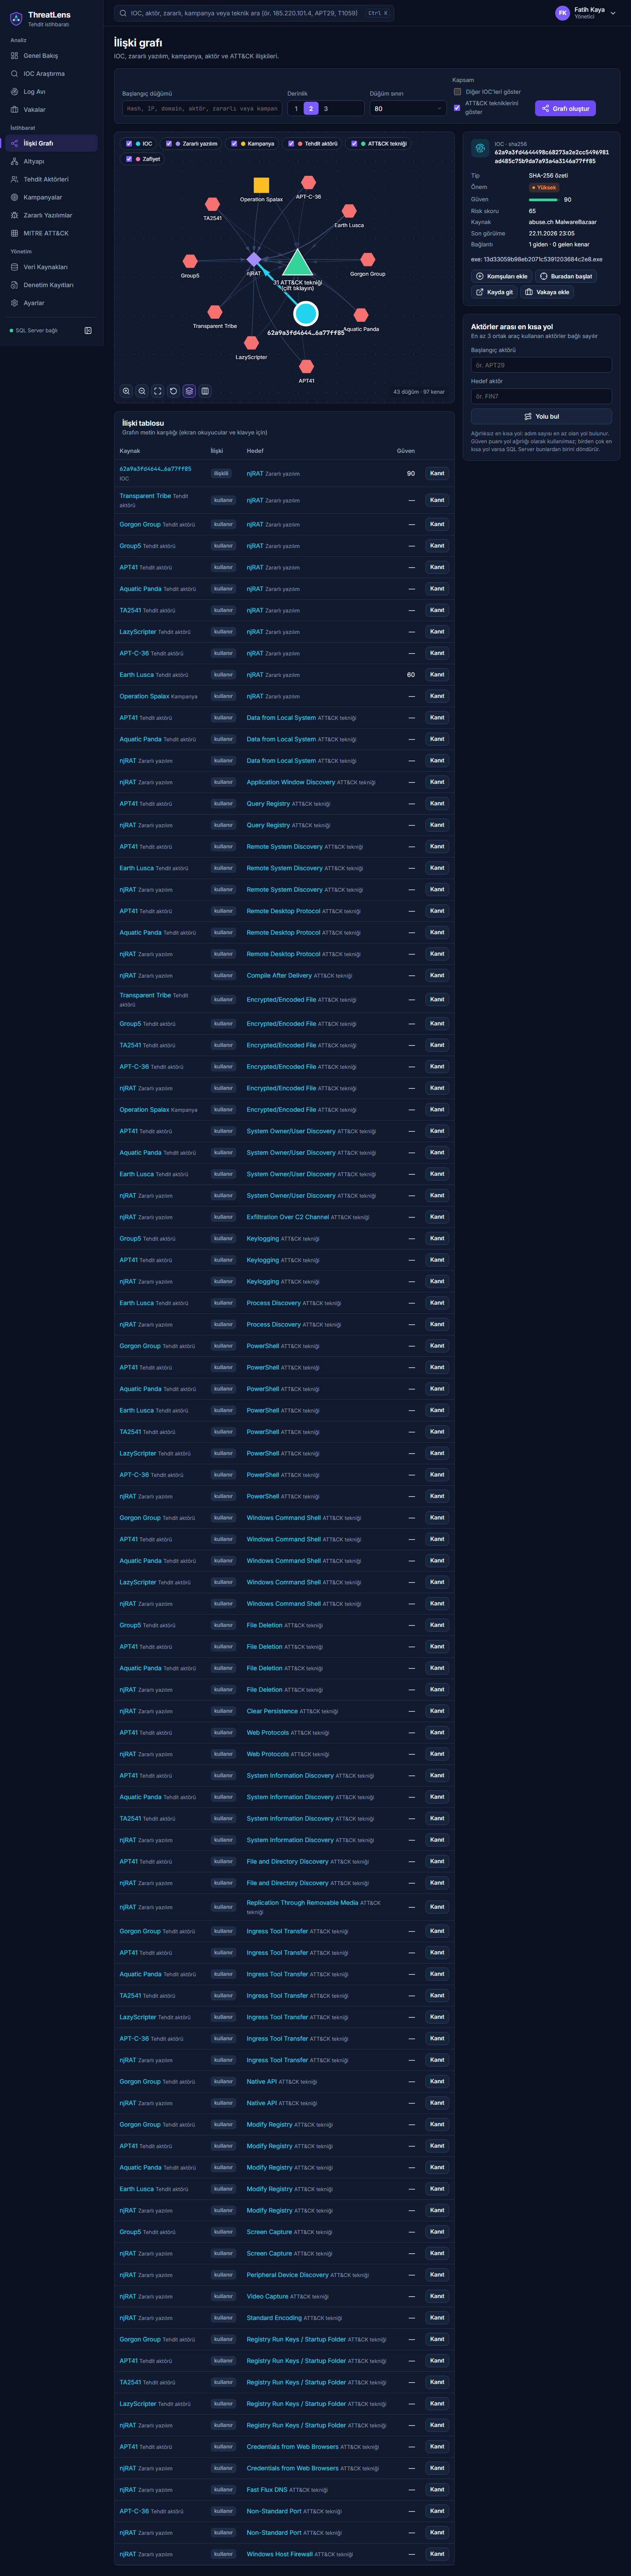 ThreatLens
Tehdit istihbaratı
Analiz
Genel Bakış
IOC Araştırma
Log Avı
Vakalar
İstihbarat
İlişki Grafı
Altyapı
Tehdit Aktörleri
Kampanyalar
Zararlı Yazılımlar
MITRE ATT&CK
Yönetim
Veri Kaynakları
Denetim Kayıtları
Ayarlar
SQL Server bağlı
IOC, aktör, zararlı, kampanya veya teknik ara (ör. 185.220.101.4, APT29, T1059)
Ctrl K
FK
Fatih Kaya
Yönetici
İlişki grafı
IOC, zararlı yazılım, kampanya, aktör ve ATT&CK ilişkileri.
Başlangıç düğümü
Hash, IP, domain, aktör, zararlı veya kampan
Derinlik
1 2 3
Düğüm sınırı
80
Kapsam
Diğer IOC'leri göster
ATT&CK tekniklerini göster
Grafı oluştur
IOC
Zararlı yazılım
Kampanya
Tehdit aktörü
ATT&CK tekniği
Zafiyet
Operation Spalax
APT-C-36
TA2541
Earth Lusca
Group5
njRAT
31 ATT&CK tekniği
(çift tıklayın)
Gorgon Group
Transparent Tribe
62a9a3fd4644…6a77ff85
Aquatic Panda
LazyScripter
APT41
43 düğüm · 97 kenar
IOC · sha256
62a9a3fd4644498c68273a2e2cc5496981
ad485c75b9da7a93a4a3146a77ff85
Tip SHA-256 özeti
Önem Yüksek
Güven 90
Risk skoru 65
Kaynak abuse.ch MalwareBazaar
Son görülme 22.11.2026 23:05
Bağlantı 1 giden · 0 gelen kenar
exe: 13d33059b98eb2071c5391203684c2e8.exe
Komşuları ekle
Buradan başlat
Kayda git
Vakaya ekle
Aktörler arası en kısa yol
En az 3 ortak araç kullanan aktörler bağlı sayılır
Başlangıç aktörü
ör. APT29
Hedef aktör
ör. FIN7
Yolu bul
Ağırlıksız en kısa yol: adım sayısı en az olan yol bulunur.
Güven puanı yol ağırlığı olarak kullanılmaz; birden çok en
kısa yol varsa SQL Server bunlardan birini döndürür.
İlişki tablosu
Grafın metin karşılığı (ekran okuyucular ve klavye için)
Kaynak İlişki Hedef Güven
62a9a3fd4644…6a77ff85 IOC ilişkili njRAT Zararlı yazılım 90 Kanıt
Transparent Tribe Tehdit aktörü kullanır njRAT Zararlı yazılım — Kanıt
Gorgon Group Tehdit aktörü kullanır njRAT Zararlı yazılım — Kanıt
Group5 Tehdit aktörü kullanır njRAT Zararlı yazılım — Kanıt
APT41 Tehdit aktörü kullanır njRAT Zararlı yazılım — Kanıt
Aquatic Panda Tehdit aktörü kullanır njRAT Zararlı yazılım — Kanıt
TA2541 Tehdit aktörü kullanır njRAT Zararlı yazılım — Kanıt
LazyScripter Tehdit aktörü kullanır njRAT Zararlı yazılım — Kanıt
APT-C-36 Tehdit aktörü kullanır njRAT Zararlı yazılım — Kanıt
Earth Lusca Tehdit aktörü kullanır njRAT Zararlı yazılım 60 Kanıt
Operation Spalax Kampanya kullanır njRAT Zararlı yazılım — Kanıt
APT41 Tehdit aktörü kullanır Data from Local System ATT&CK tekniği — Kanıt
Aquatic Panda Tehdit aktörü kullanır Data from Local System ATT&CK tekniği — Kanıt
njRAT Zararlı yazılım kullanır Data from Local System ATT&CK tekniği — Kanıt
njRAT Zararlı yazılım kullanır Application Window Discovery ATT&CK tekniği — Kanıt
APT41 Tehdit aktörü kullanır Query Registry ATT&CK tekniği — Kanıt
njRAT Zararlı yazılım kullanır Query Registry ATT&CK tekniği — Kanıt
APT41 Tehdit aktörü kullanır Remote System Discovery ATT&CK tekniği — Kanıt
Earth Lusca Tehdit aktörü kullanır Remote System Discovery ATT&CK tekniği — Kanıt
njRAT Zararlı yazılım kullanır Remote System Discovery ATT&CK tekniği — Kanıt
APT41 Tehdit aktörü kullanır Remote Desktop Protocol ATT&CK tekniği — Kanıt
Aquatic Panda Tehdit aktörü kullanır Remote Desktop Protocol ATT&CK tekniği — Kanıt
njRAT Zararlı yazılım kullanır Remote Desktop Protocol ATT&CK tekniği — Kanıt
njRAT Zararlı yazılım kullanır Compile After Delivery ATT&CK tekniği — Kanıt
Transparent Tribe Tehdit aktörü kullanır Encrypted/Encoded File ATT&CK tekniği — Kanıt
Group5 Tehdit aktörü kullanır Encrypted/Encoded File ATT&CK tekniği — Kanıt
TA2541 Tehdit aktörü kullanır Encrypted/Encoded File ATT&CK tekniği — Kanıt
APT-C-36 Tehdit aktörü kullanır Encrypted/Encoded File ATT&CK tekniği — Kanıt
njRAT Zararlı yazılım kullanır Encrypted/Encoded File ATT&CK tekniği — Kanıt
Operation Spalax Kampanya kullanır Encrypted/Encoded File ATT&CK tekniği — Kanıt
APT41 Tehdit aktörü kullanır System Owner/User Discovery ATT&CK tekniği — Kanıt
Aquatic Panda Tehdit aktörü kullanır System Owner/User Discovery ATT&CK tekniği — Kanıt
Earth Lusca Tehdit aktörü kullanır System Owner/User Discovery ATT&CK tekniği — Kanıt
njRAT Zararlı yazılım kullanır System Owner/User Discovery ATT&CK tekniği — Kanıt
njRAT Zararlı yazılım kullanır Exfiltration Over C2 Channel ATT&CK tekniği — Kanıt
Group5 Tehdit aktörü kullanır Keylogging ATT&CK tekniği — Kanıt
APT41 Tehdit aktörü kullanır Keylogging ATT&CK tekniği — Kanıt
njRAT Zararlı yazılım kullanır Keylogging ATT&CK tekniği — Kanıt
Earth Lusca Tehdit aktörü kullanır Process Discovery ATT&CK tekniği — Kanıt
njRAT Zararlı yazılım kullanır Process Discovery ATT&CK tekniği — Kanıt
Gorgon Group Tehdit aktörü kullanır PowerShell ATT&CK tekniği — Kanıt
APT41 Tehdit aktörü kullanır PowerShell ATT&CK tekniği — Kanıt
Aquatic Panda Tehdit aktörü kullanır PowerShell ATT&CK tekniği — Kanıt
Earth Lusca Tehdit aktörü kullanır PowerShell ATT&CK tekniği — Kanıt
TA2541 Tehdit aktörü kullanır PowerShell ATT&CK tekniği — Kanıt
LazyScripter Tehdit aktörü kullanır PowerShell ATT&CK tekniği — Kanıt
APT-C-36 Tehdit aktörü kullanır PowerShell ATT&CK tekniği — Kanıt
njRAT Zararlı yazılım kullanır PowerShell ATT&CK tekniği — Kanıt
Gorgon Group Tehdit aktörü kullanır Windows Command Shell ATT&CK tekniği — Kanıt
APT41 Tehdit aktörü kullanır Windows Command Shell ATT&CK tekniği — Kanıt
Aquatic Panda Tehdit aktörü kullanır Windows Command Shell ATT&CK tekniği — Kanıt
LazyScripter Tehdit aktörü kullanır Windows Command Shell ATT&CK tekniği — Kanıt
njRAT Zararlı yazılım kullanır Windows Command Shell ATT&CK tekniği — Kanıt
Group5 Tehdit aktörü kullanır File Deletion ATT&CK tekniği — Kanıt
APT41 Tehdit aktörü kullanır File Deletion ATT&CK tekniği — Kanıt
Aquatic Panda Tehdit aktörü kullanır File Deletion ATT&CK tekniği — Kanıt
njRAT Zararlı yazılım kullanır File Deletion ATT&CK tekniği — Kanıt
njRAT Zararlı yazılım kullanır Clear Persistence ATT&CK tekniği — Kanıt
APT41 Tehdit aktörü kullanır Web Protocols ATT&CK tekniği — Kanıt
njRAT Zararlı yazılım kullanır Web Protocols ATT&CK tekniği — Kanıt
APT41 Tehdit aktörü kullanır System Information Discovery ATT&CK tekniği — Kanıt
Aquatic Panda Tehdit aktörü kullanır System Information Discovery ATT&CK tekniği — Kanıt
TA2541 Tehdit aktörü kullanır System Information Discovery ATT&CK tekniği — Kanıt
njRAT Zararlı yazılım kullanır System Information Discovery ATT&CK tekniği — Kanıt
APT41 Tehdit aktörü kullanır File and Directory Discovery ATT&CK tekniği — Kanıt
njRAT Zararlı yazılım kullanır File and Directory Discovery ATT&CK tekniği — Kanıt
njRAT Zararlı yazılım kullanır Replication Through Removable Media ATT&CK tekniği — Kanıt
Gorgon Group Tehdit aktörü kullanır Ingress Tool Transfer ATT&CK tekniği — Kanıt
APT41 Tehdit aktörü kullanır Ingress Tool Transfer ATT&CK tekniği — Kanıt
Aquatic Panda Tehdit aktörü kullanır Ingress Tool Transfer ATT&CK tekniği — Kanıt
TA2541 Tehdit aktörü kullanır Ingress Tool Transfer ATT&CK tekniği — Kanıt
LazyScripter Tehdit aktörü kullanır Ingress Tool Transfer ATT&CK tekniği — Kanıt
APT-C-36 Tehdit aktörü kullanır Ingress Tool Transfer ATT&CK tekniği — Kanıt
njRAT Zararlı yazılım kullanır Ingress Tool Transfer ATT&CK tekniği — Kanıt
Gorgon Group Tehdit aktörü kullanır Native API ATT&CK tekniği — Kanıt
njRAT Zararlı yazılım kullanır Native API ATT&CK tekniği — Kanıt
Gorgon Group Tehdit aktörü kullanır Modify Registry ATT&CK tekniği — Kanıt
APT41 Tehdit aktörü kullanır Modify Registry ATT&CK tekniği — Kanıt
Aquatic Panda Tehdit aktörü kullanır Modify Registry ATT&CK tekniği — Kanıt
Earth Lusca Tehdit aktörü kullanır Modify Registry ATT&CK tekniği — Kanıt
njRAT Zararlı yazılım kullanır Modify Registry ATT&CK tekniği — Kanıt
Group5 Tehdit aktörü kullanır Screen Capture ATT&CK tekniği — Kanıt
njRAT Zararlı yazılım kullanır Screen Capture ATT&CK tekniği — Kanıt
njRAT Zararlı yazılım kullanır Peripheral Device Discovery ATT&CK tekniği — Kanıt
njRAT Zararlı yazılım kullanır Video Capture ATT&CK tekniği — Kanıt
njRAT Zararlı yazılım kullanır Standard Encoding ATT&CK tekniği — Kanıt
Gorgon Group Tehdit aktörü kullanır Registry Run Keys / Startup Folder ATT&CK tekniği — Kanıt
APT41 Tehdit aktörü kullanır Registry Run Keys / Startup Folder ATT&CK tekniği — Kanıt
TA2541 Tehdit aktörü kullanır Registry Run Keys / Startup Folder ATT&CK tekniği — Kanıt
LazyScripter Tehdit aktörü kullanır Registry Run Keys / Startup Folder ATT&CK tekniği — Kanıt
njRAT Zararlı yazılım kullanır Registry Run Keys / Startup Folder ATT&CK tekniği — Kanıt
APT41 Tehdit aktörü kullanır Credentials from Web Browsers ATT&CK tekniği — Kanıt
njRAT Zararlı yazılım kullanır Credentials from Web Browsers ATT&CK tekniği — Kanıt
njRAT Zararlı yazılım kullanır Fast Flux DNS ATT&CK tekniği — Kanıt
APT-C-36 Tehdit aktörü kullanır Non-Standard Port ATT&CK tekniği — Kanıt
njRAT Zararlı yazılım kullanır Non-Standard Port ATT&CK tekniği — Kanıt
njRAT Zararlı yazılım kullanır Windows Host Firewall ATT&CK tekniği — Kanıt